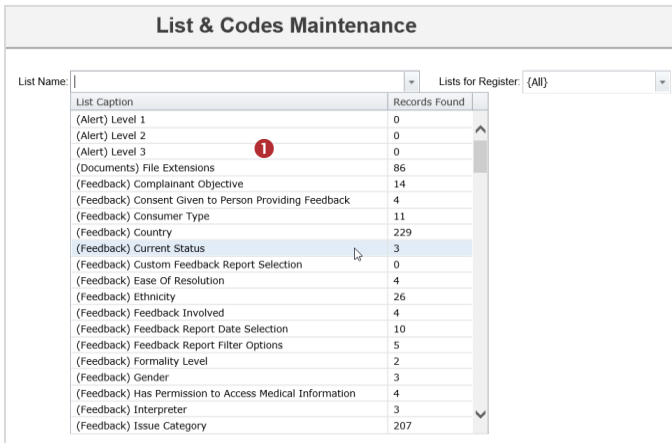 List & Codes Maintenance
List Name: Lists for Register: {All}
List Caption Records Found
(Alert) Level 1 0
(Alert) Level 2 0
(Alert) Level 3 0
1
(Documents) File Extensions 86
(Feedback) Complainant Objective 14
(Feedback) Consent Given to Person Providing Feedback 4
(Feedback) Consumer Type 11
(Feedback) Country 229
(Feedback) Current Status 3
(Feedback) Custom Feedback Report Selection 0
(Feedback) Ease Of Resolution 4
(Feedback) Ethnicity 26
(Feedback) Feedback Involved 4
(Feedback) Feedback Report Date Selection 10
(Feedback) Feedback Report Filter Options 5
(Feedback) Formality Level 2
(Feedback) Gender 3
(Feedback) Has Permission to Access Medical Information 4
(Feedback) Interpreter 3
(Feedback) Issue Category 207